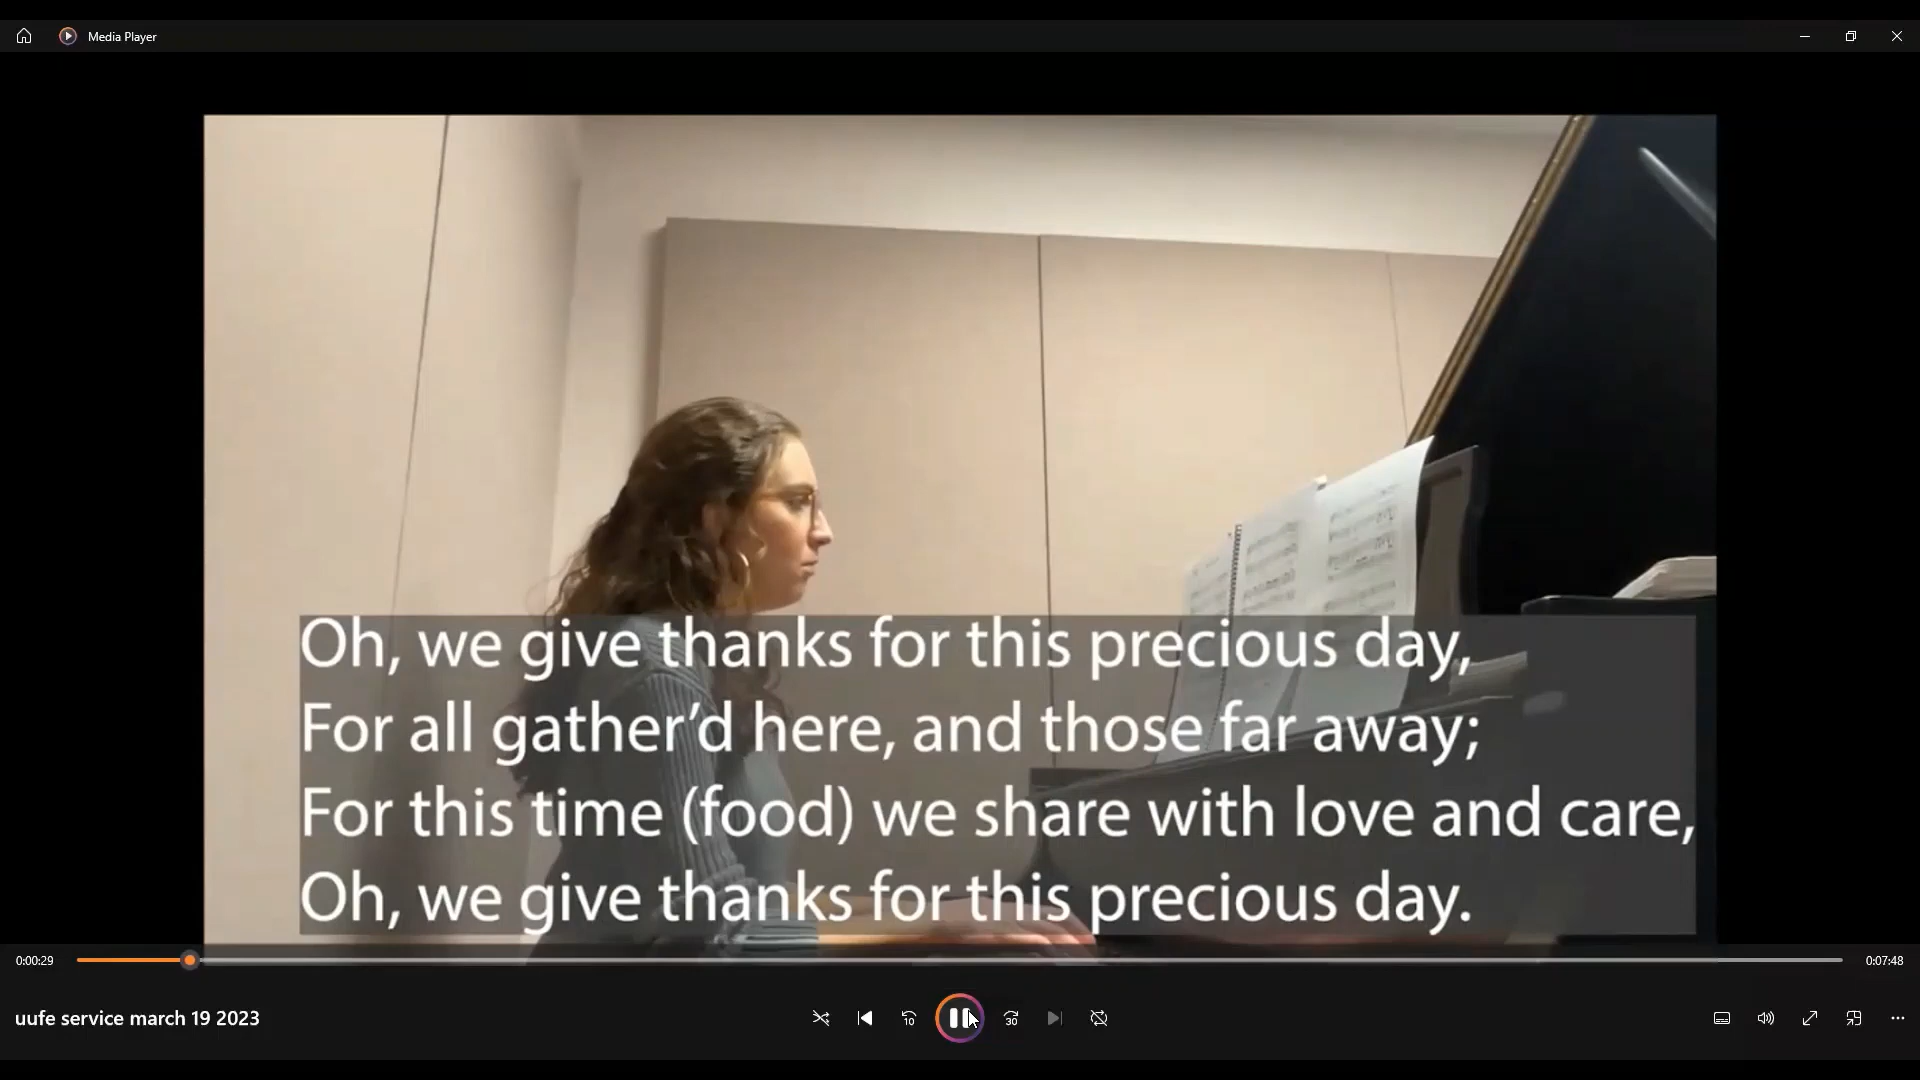 Media Player
Oh, we give thanks for this precious day,
For all gather’d here, and those far away;
For this time (food) we share with love and care,
Oh, we give thanks for this precious day.
0:00:29
0:07:48
uufe service march 19 2023
10
30